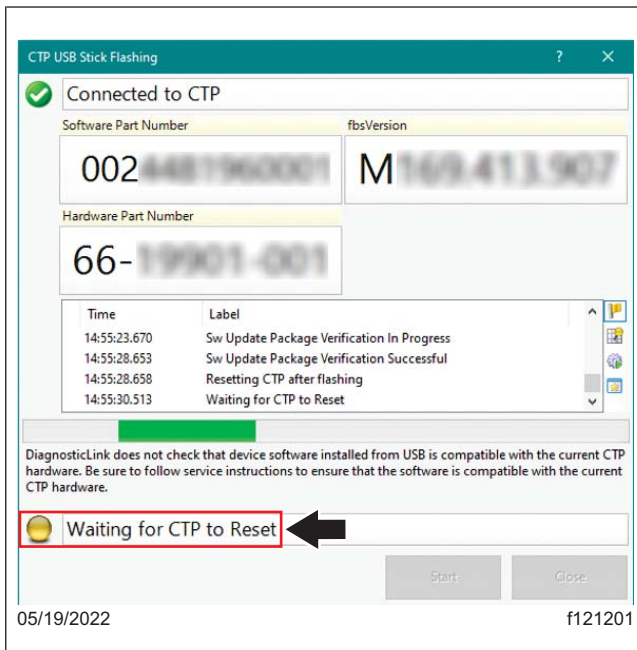 CTP USB Stick Flashing ? ×
Connected to CTP
Software Part Number fbsVersion
002 M
Hardware Part Number
66-
Time Label
14:55:23.670 Sw Update Package Verification In Progress
14:55:28.653 Sw Update Package Verification Successful
14:55:28.658 Resetting CTP after flashing
14:55:30.513 Waiting for CTP to Reset
DiagnosticLink does not check that device software installed from USB is compatible with the current CTP
hardware. Be sure to follow service instructions to ensure that the software is compatible with the current
CTP hardware.
Waiting for CTP to Reset
Start Close
05/19/2022 f121201